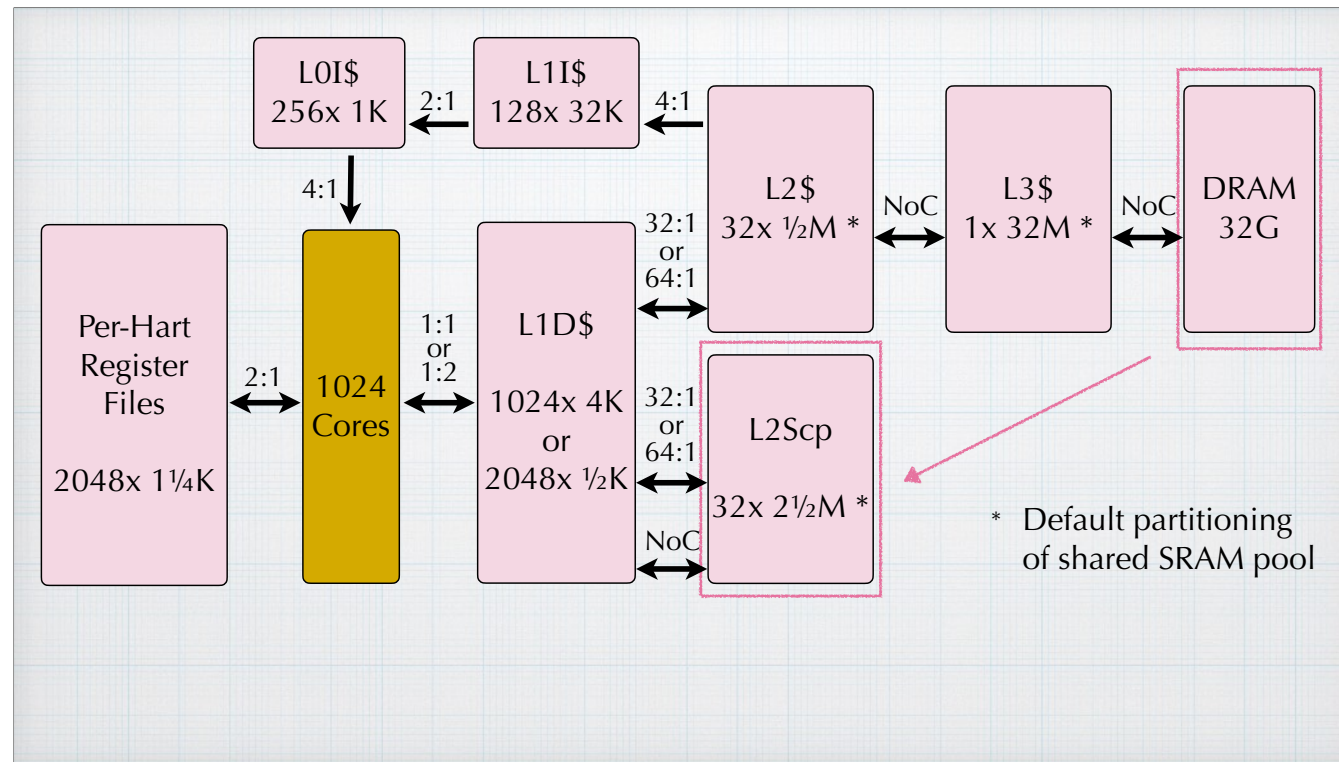 L0I$
256x 1K
2:1
L1I$
128x 32K
4:1
4:1
Per-Hart
Register
Files
2048x 1¼K
2:1
1024
Cores
1:1
or
1:2
L1D$
1024x 4K
or
2048x ½K
32:1
or
64:1
32:1
or
64:1
NoC
L2$
32x ½M *
NoC
L3$
1x 32M *
NoC
DRAM
32G
L2Scp
32x 2½M *
* Default partitioning
of shared SRAM pool